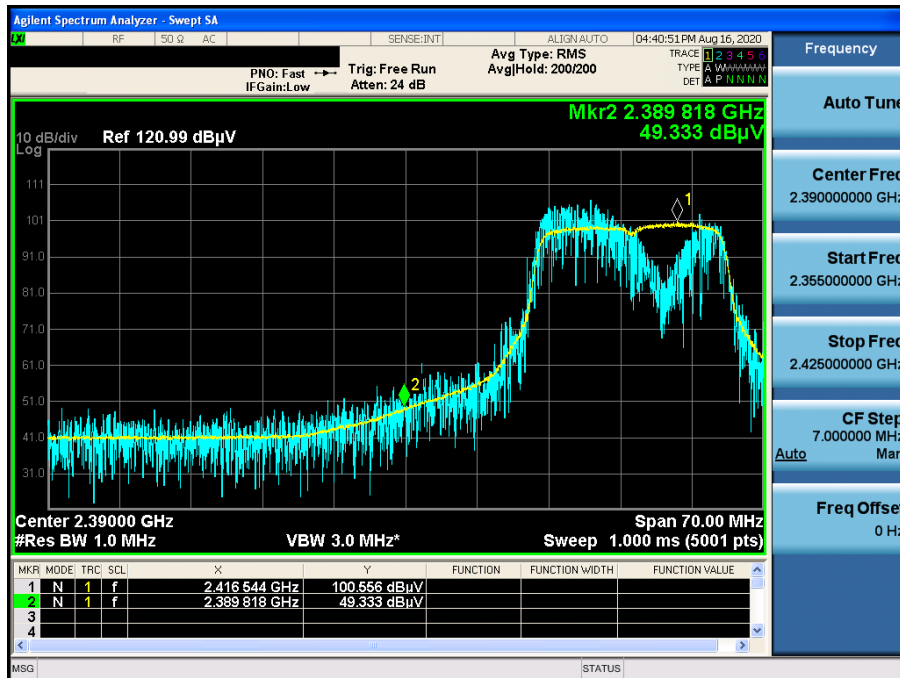 Agilent Spectrum Analyzer - Swept SA
LXI RF 50 Ω AC SENSE:INT ALIGN AUTO 04:40:51 PM Aug 16, 2020
PNO: Fast Trig: Free Run Avg Type: RMS TRACE 1 2 3 4 5 6
IFGain:Low Atten: 24 dB Avg|Hold: 200/200 TYPE A WWWWW
DET A P N N N N
Mkr2 2.389 818 GHz
49.333 dBµV
10 dB/div Ref 120.99 dBµV
Log
111
101
91.0
81.0
71.0
61.0
51.0
41.0
31.0
1
2
Center 2.39000 GHz Span 70.00 MHz
#Res BW 1.0 MHz VBW 3.0 MHz* Sweep 1.000 ms (5001 pts)
MKR MODE TRC SCL X Y FUNCTION FUNCTION WIDTH FUNCTION VALUE
1 N 1 f 2.416 544 GHz 100.556 dBµV
2 N 1 f 2.389 818 GHz 49.333 dBµV
3
4
MSG STATUS
Frequency
Auto Tune
Center Freq
2.390000000 GHz
Start Freq
2.355000000 GHz
Stop Freq
2.425000000 GHz
CF Step
7.000000 MHz
Auto Man
Freq Offset
0 Hz